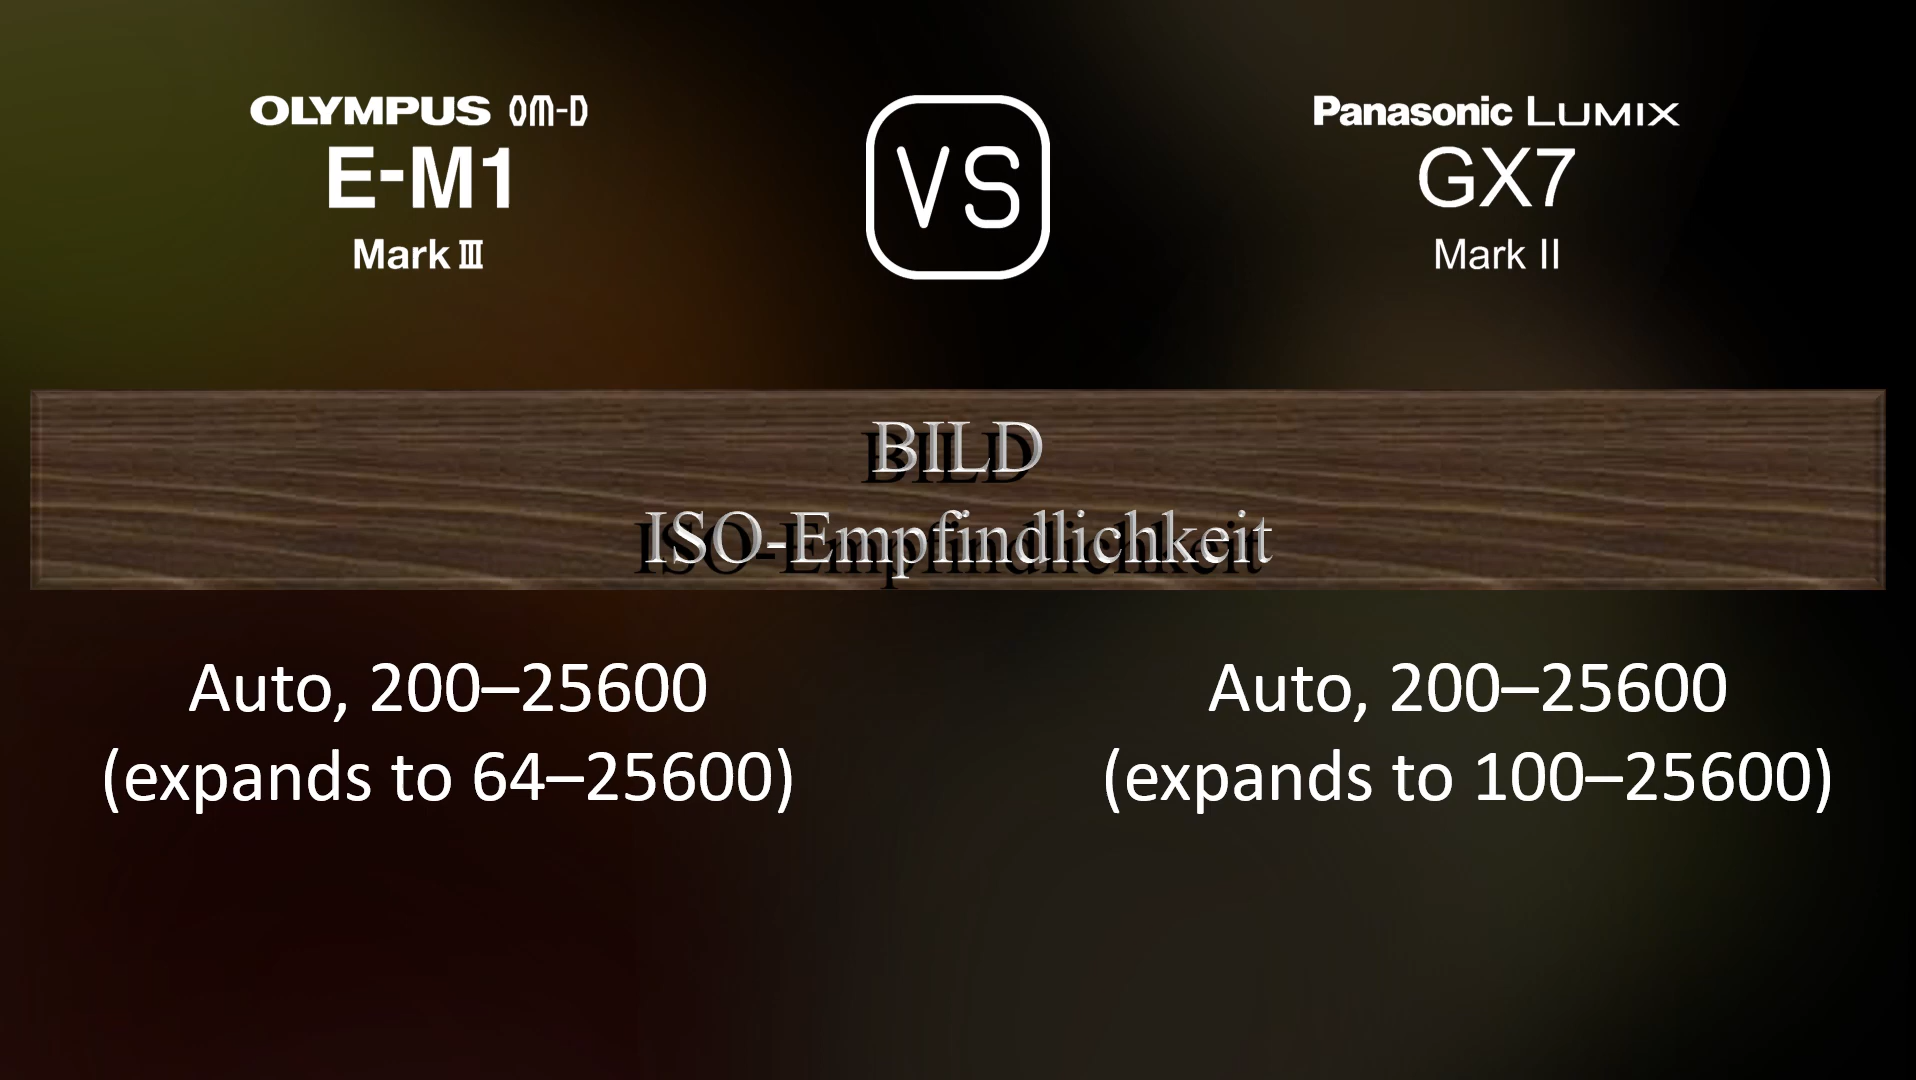 OLYMPUS OM-D
E-M1
Mark III
VS
Panasonic LUMIX
GX7
Mark II
BILD
ISO-Empfindlichkeit
Auto, 200–25600
(expands to 64–25600)
Auto, 200–25600
(expands to 100–25600)